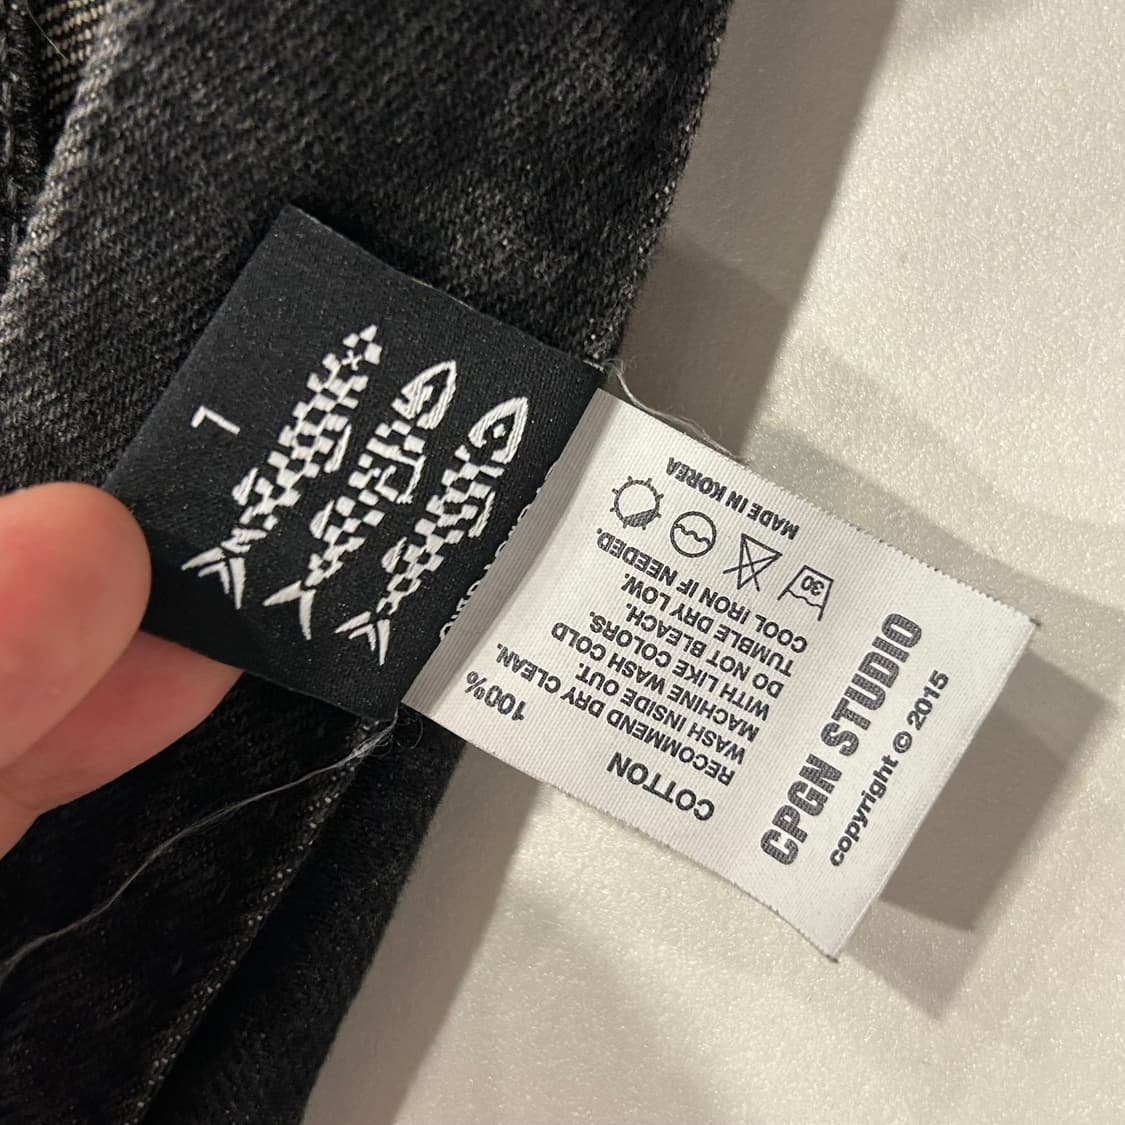 L
COTTON 100%
RECOMMEND DRY CLEAN.
WASH INSIDE OUT.
MACHINE WASH COLD
WITH LIKE COLORS.
DO NOT BLEACH.
TUMBLE DRY LOW.
COOL IRON IF NEEDED.
30
MADE IN KOREA
CPGN STUDIO
copyright © 2015